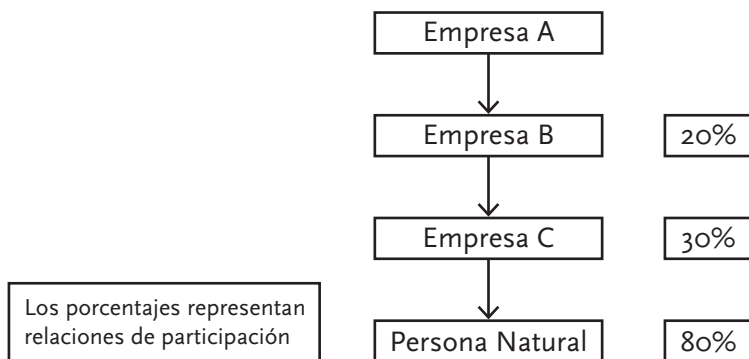 Empresa A
Empresa B 20%
Empresa C 30%
Los porcentajes representan
relaciones de participación
Persona Natural 80%